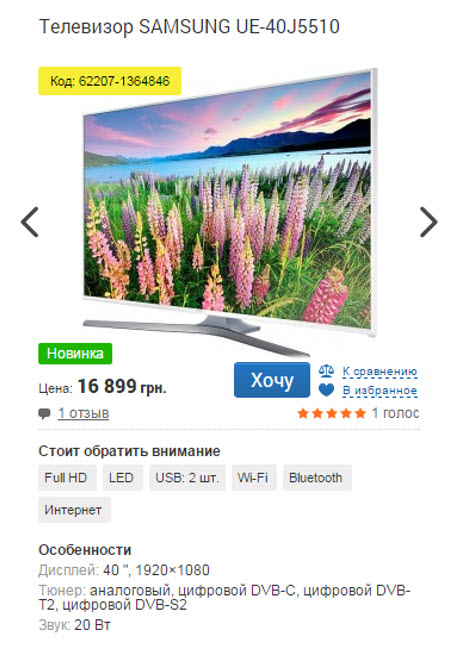 Телевизор SAMSUNG UE-40J5510
Код: 62207-1364846
Новинка
Цена: 16 899 грн.
Хочу
К сравнению
В избранное
1 отзыв
1 голос
Стоит обратить внимание
Full HD LED USB: 2 шт. Wi-Fi Bluetooth
Интернет
Особенности
Дисплей: 40 ", 1920×1080
Тюнер: аналоговый, цифровой DVB-C, цифровой DVB-
T2, цифровой DVB-S2
Звук: 20 Вт